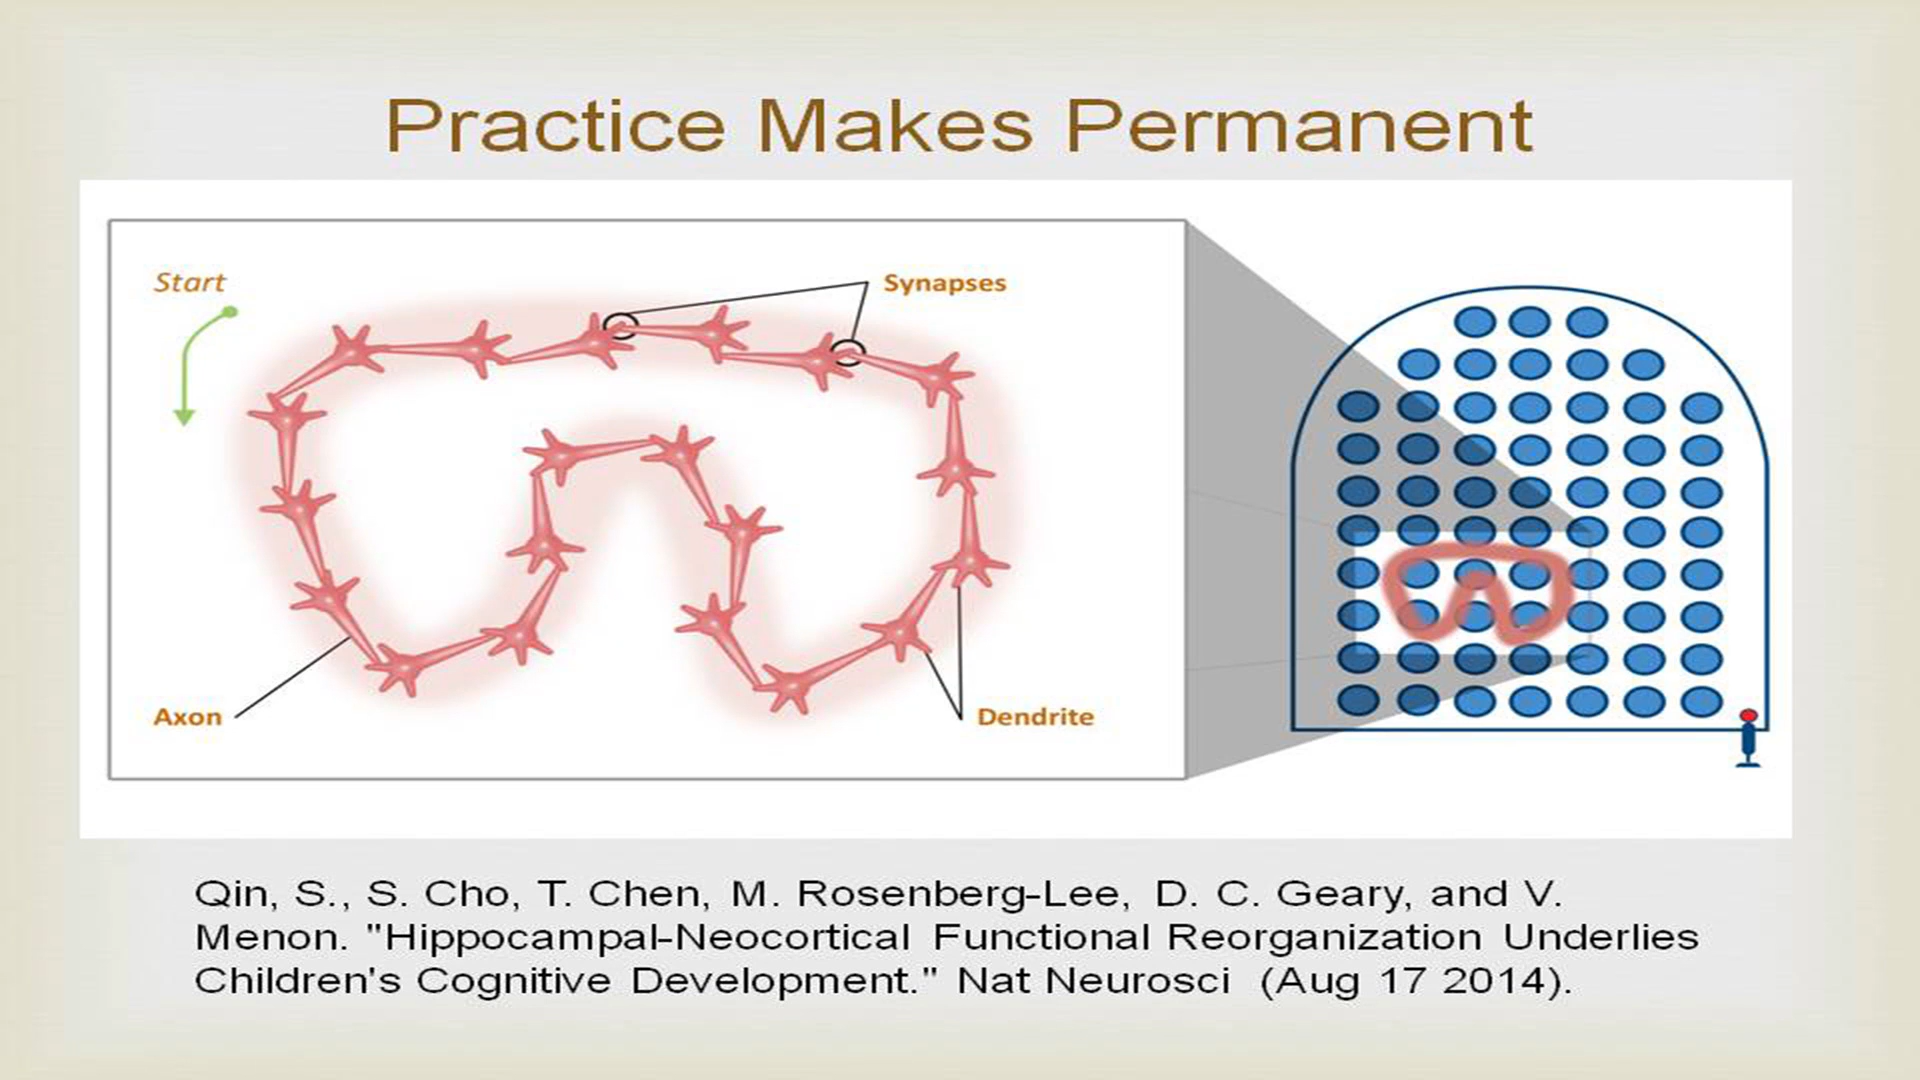 Practice Makes Permanent
Start
Synapses
Axon
Dendrite
Qin, S., S. Cho, T. Chen, M. Rosenberg-Lee, D. C. Geary, and V.
Menon. "Hippocampal-Neocortical Functional Reorganization Underlies
Children's Cognitive Development." Nat Neurosci (Aug 17 2014).